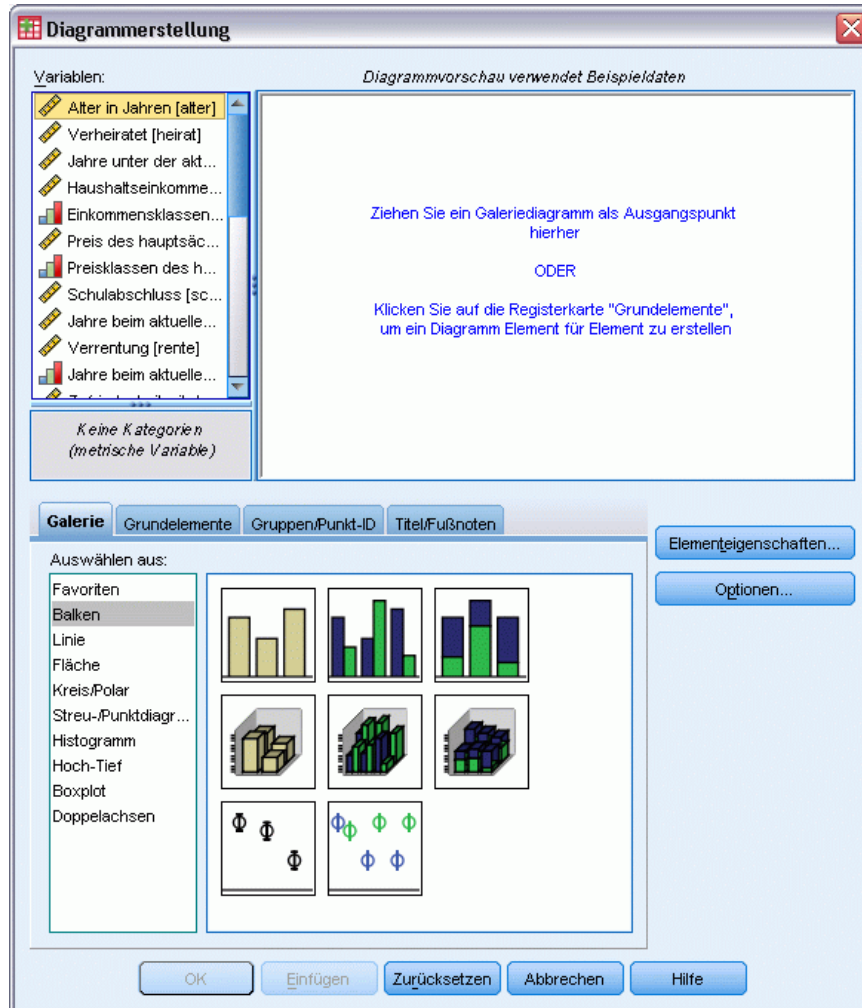 Diagrammerstellung
Variablen:
Diagrammvorschau verwendet Beispieldaten
Alter in Jahren [alter]
Verheiratet [heirat]
Jahre unter der akt...
Haushaltseinkomme...
Einkommensklassen...
Preis des hauptsäc...
Preisklassen des h...
Schulabschluss [sc...
Jahre beim aktuelle...
Verrentung [rente]
Jahre beim aktuelle...
Keine Kategorien
(metrische Variable)
Ziehen Sie ein Galeriediagramm als Ausgangspunkt
hierher
ODER
Klicken Sie auf die Registerkarte "Grundelemente",
um ein Diagramm Element für Element zu erstellen
Galerie
Grundelemente
Gruppen/Punkt-ID
Titel/Fußnoten
Auswählen aus:
Favoriten
Balken
Linie
Fläche
Kreis/Polar
Streu-/Punktdiagr...
Histogramm
Hoch-Tief
Boxplot
Doppelachsen
Elementeigenschaften...
Optionen...
OK
Einfügen
Zurücksetzen
Abbrechen
Hilfe